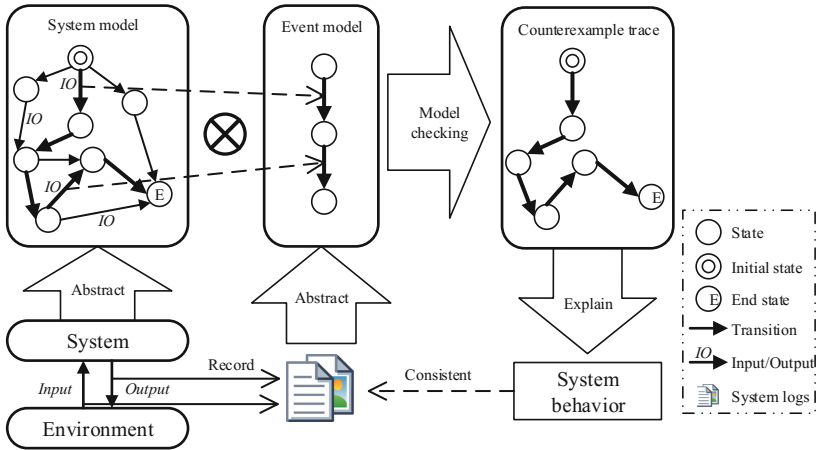 System model
Event model
Counterexample trace
IO
IO
IO
IO
E
Model
checking
E
Abstract
Abstract
Explain
State
Initial state
E End state
Transition
IO Input/Output
System logs
System
Record
Input
Output
Consistent
System
behavior
Environment